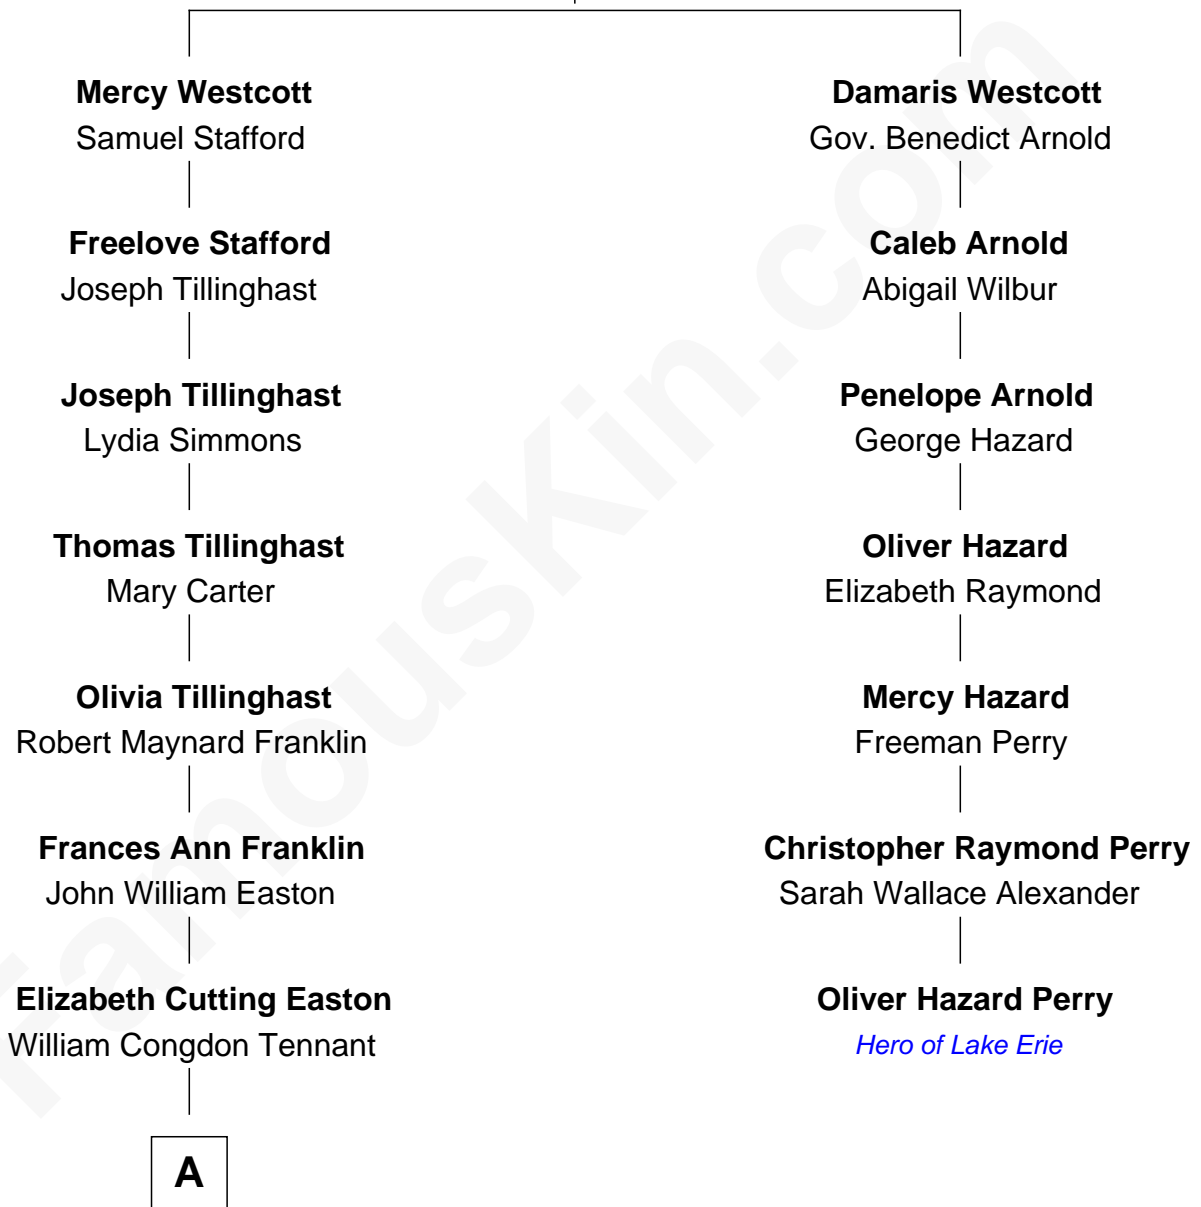 Mercy Westcott
Samuel Stafford
Freelove Stafford
Joseph Tillinghast
Joseph Tillinghast
Lydia Simmons
Thomas Tillinghast
Mary Carter
Olivia Tillinghast
Robert Maynard Franklin
Frances Ann Franklin
John William Easton
Elizabeth Cutting Easton
William Congdon Tennant
A
Damaris Westcott
Gov. Benedict Arnold
Caleb Arnold
Abigail Wilbur
Penelope Arnold
George Hazard
Oliver Hazard
Elizabeth Raymond
Mercy Hazard
Freeman Perry
Christopher Raymond Perry
Sarah Wallace Alexander
Oliver Hazard Perry
Hero of Lake Erie
FamousKin.com